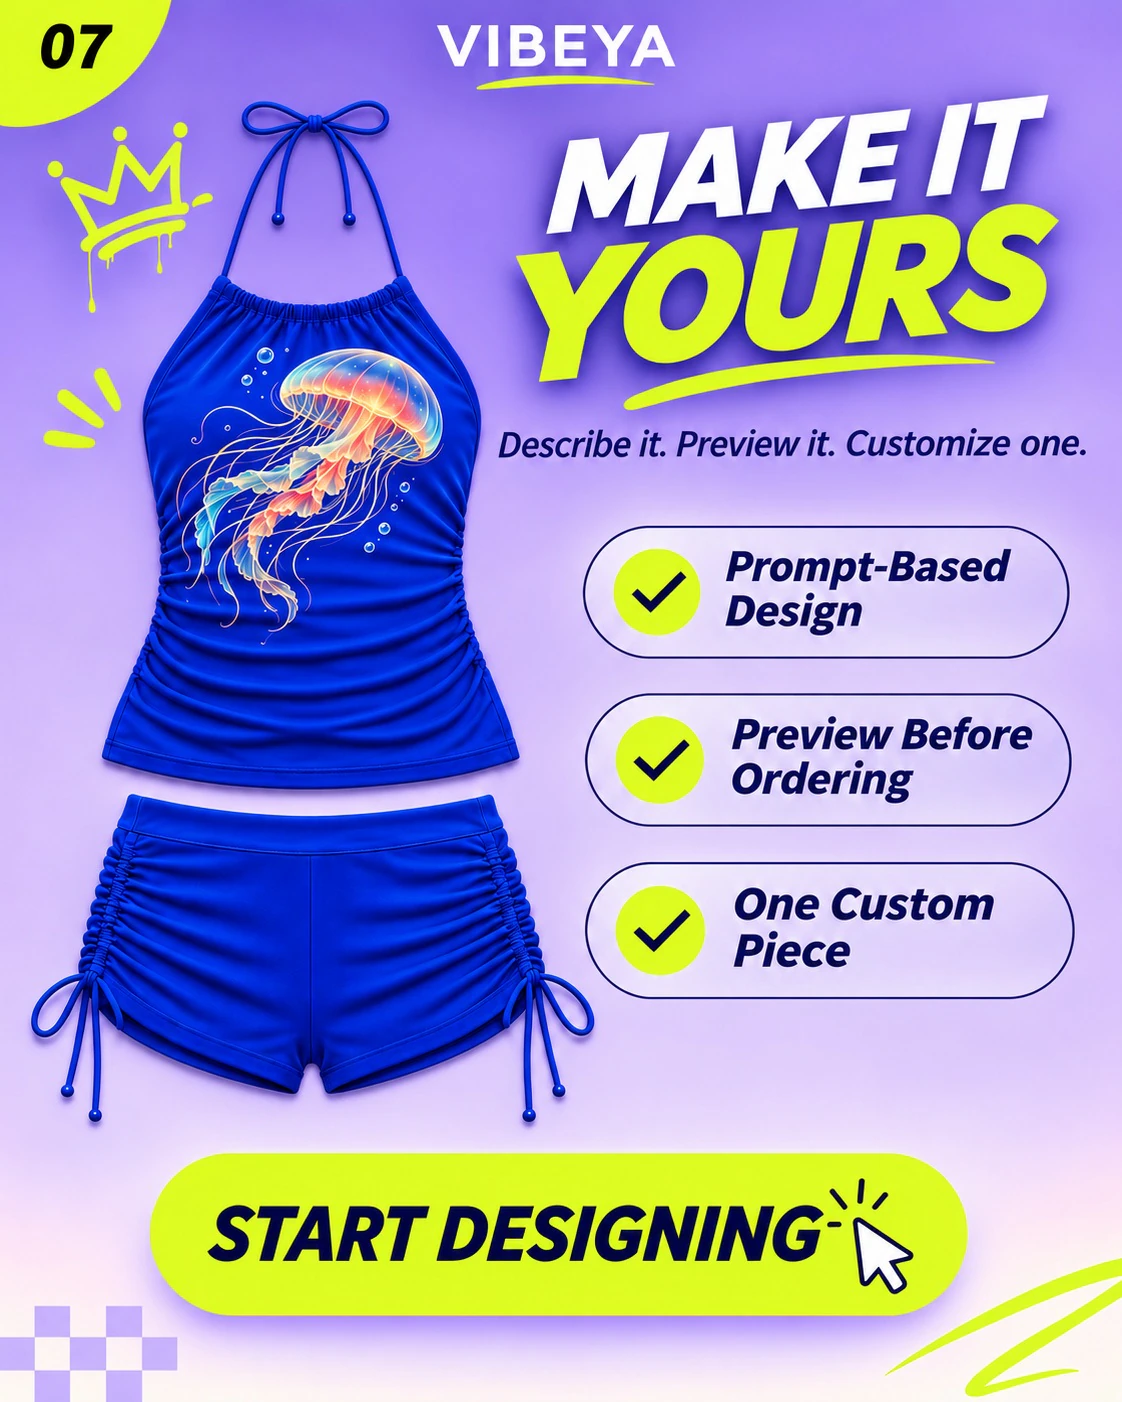 07
VIBEYA
MAKE IT
YOURS
Describe it. Preview it. Customize one.
Prompt-Based
Design
Preview Before
Ordering
One Custom
Piece
START DESIGNING